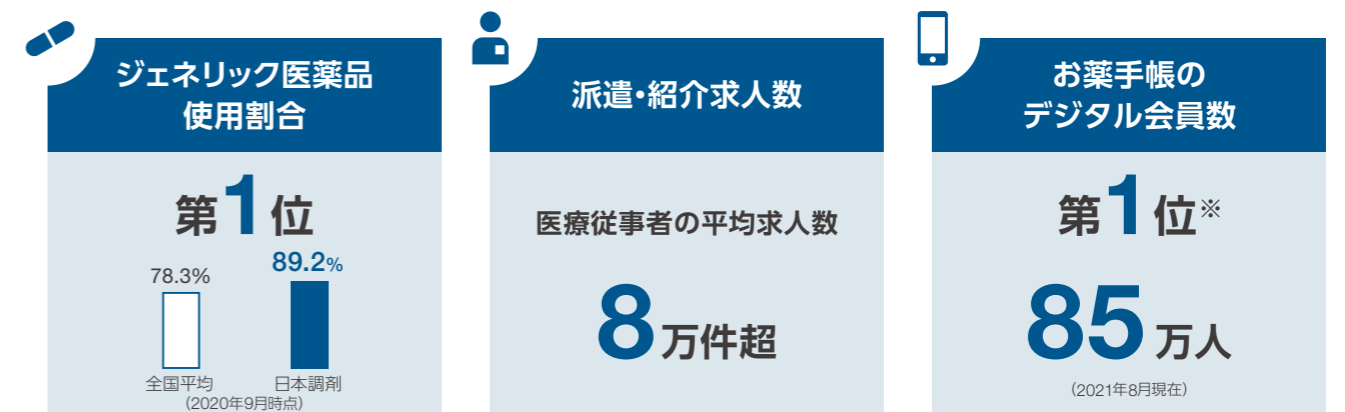 ジェネリック医薬品
使用割合
第1位
78.3%
89.2%
全国平均
日本調剤
(2020年9月時点)
派遣・紹介求人数
医療従事者の平均求人数
8万件超
お薬手帳の
デジタル会員数
第1位※
85万人
(2021年8月現在)